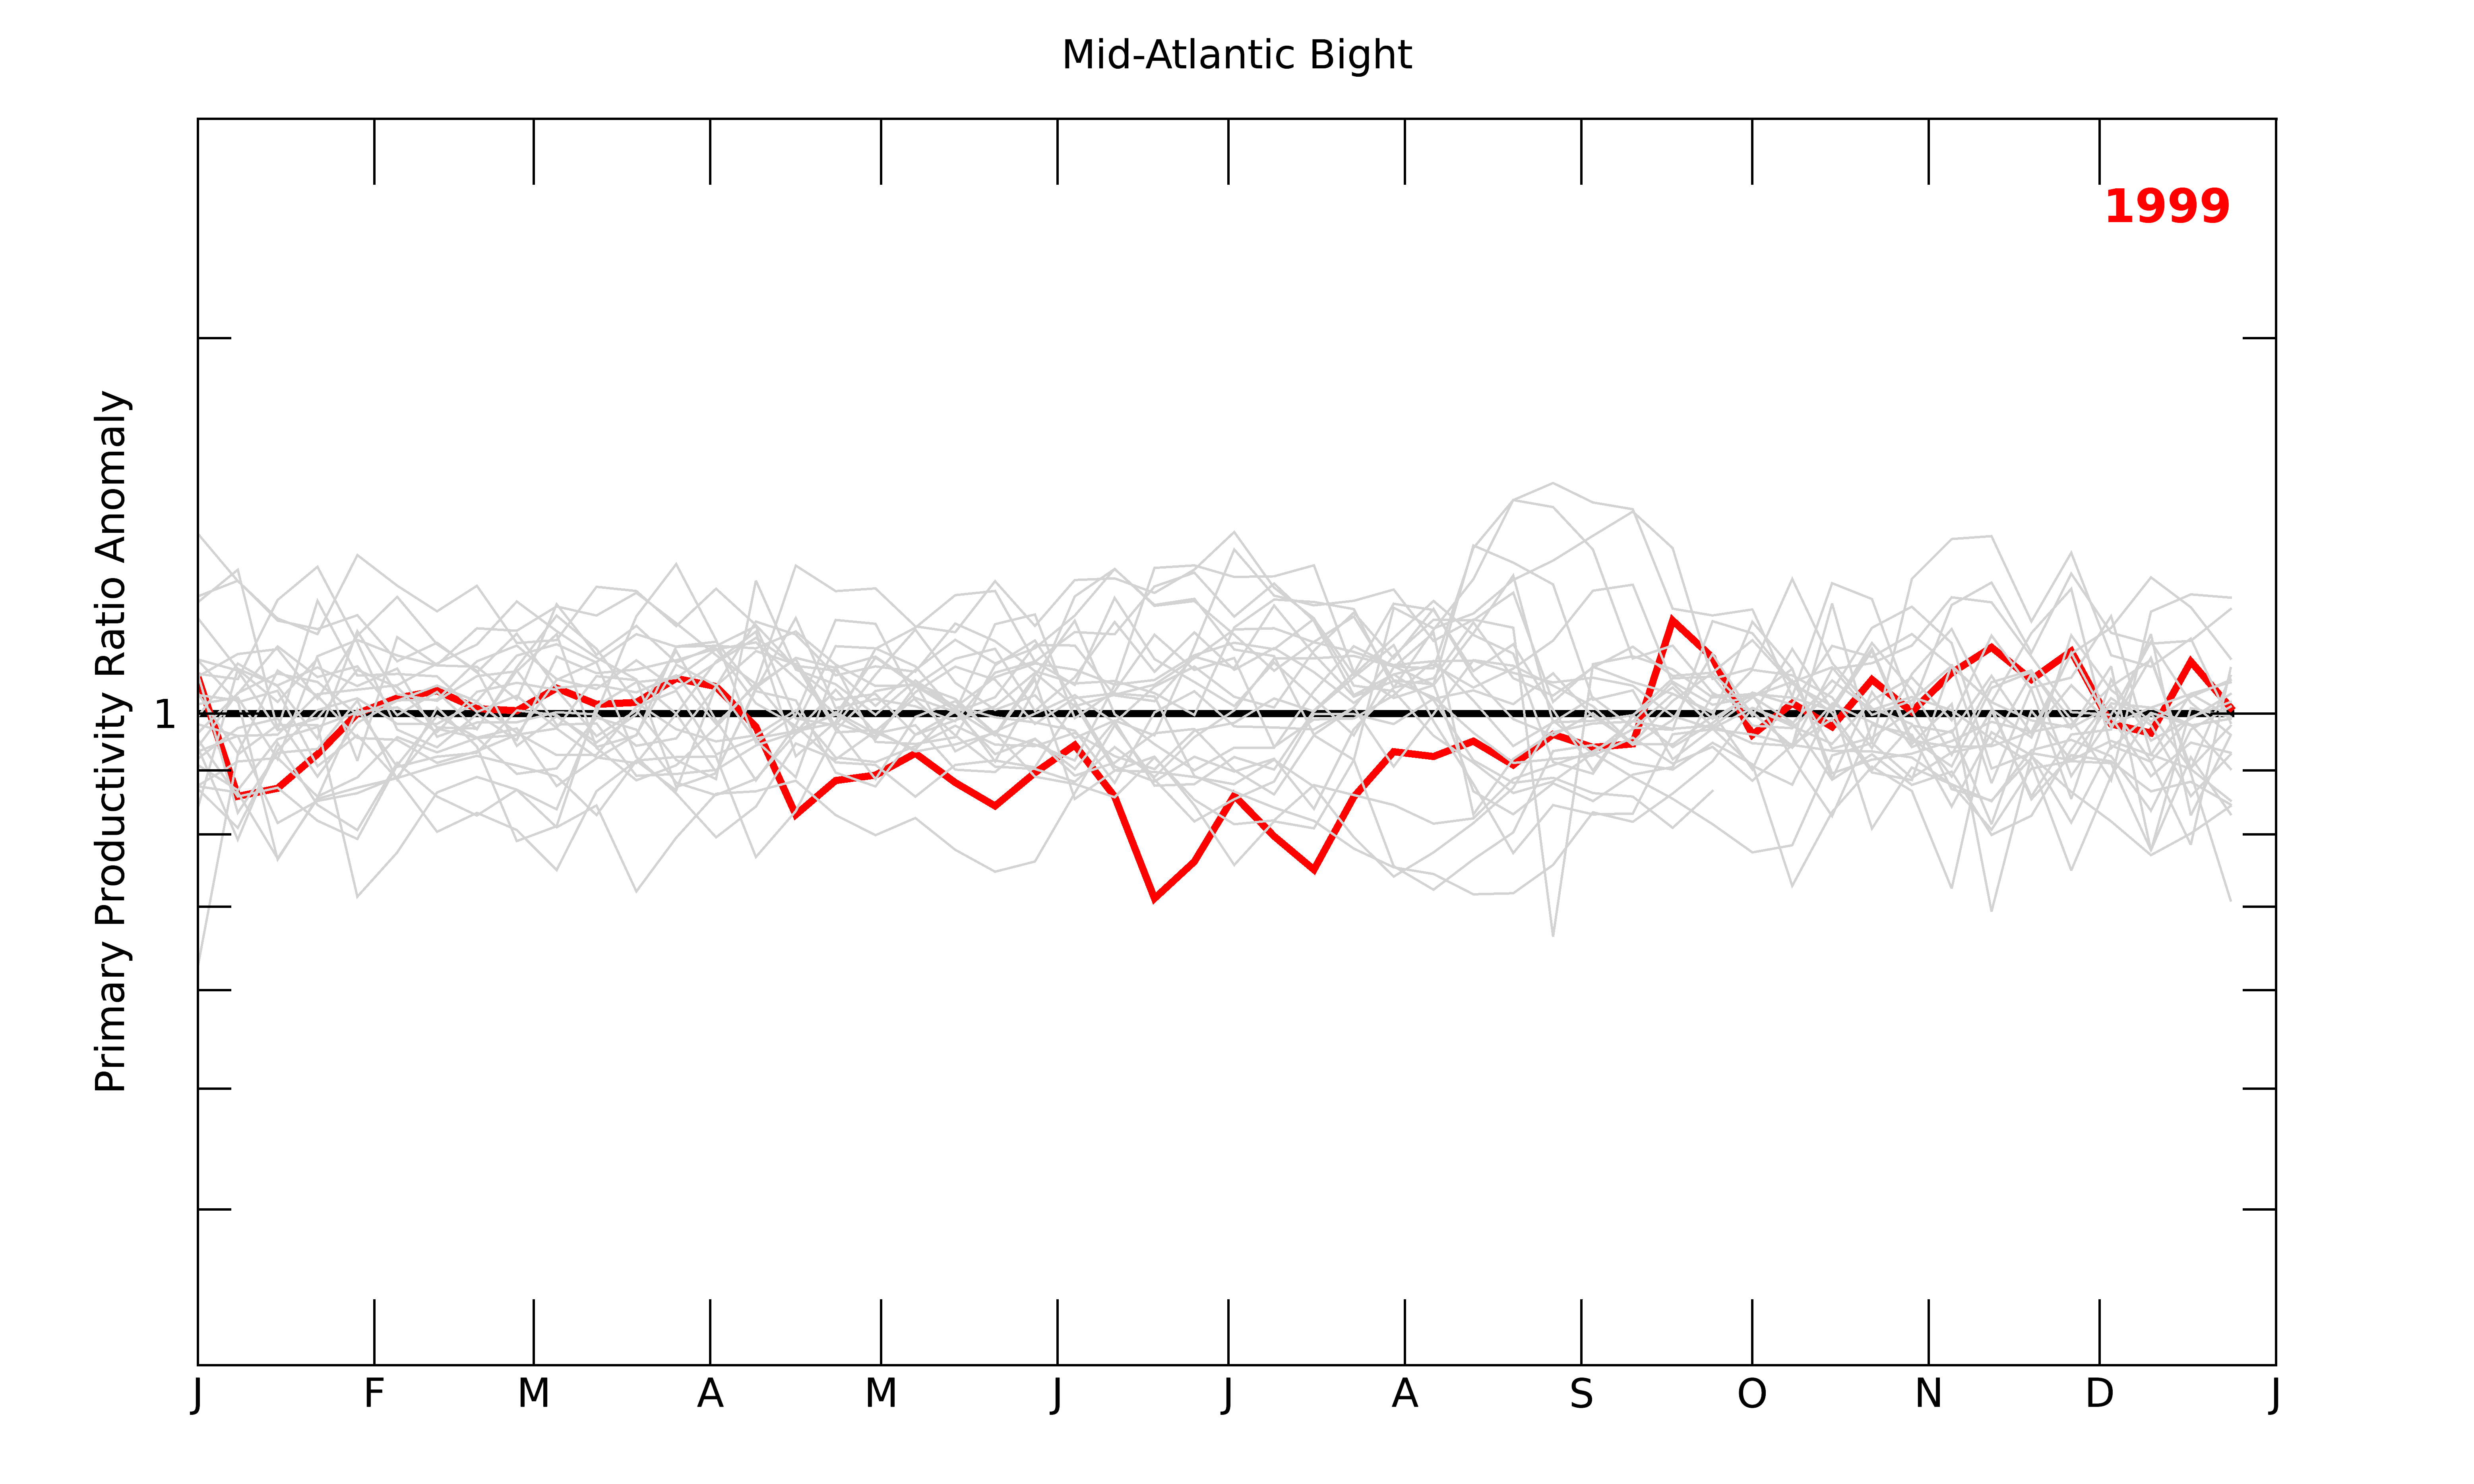 Mid-Atlantic Bight
1999
Primary Productivity Ratio Anomaly
1
J F M A M J J A S O N D J